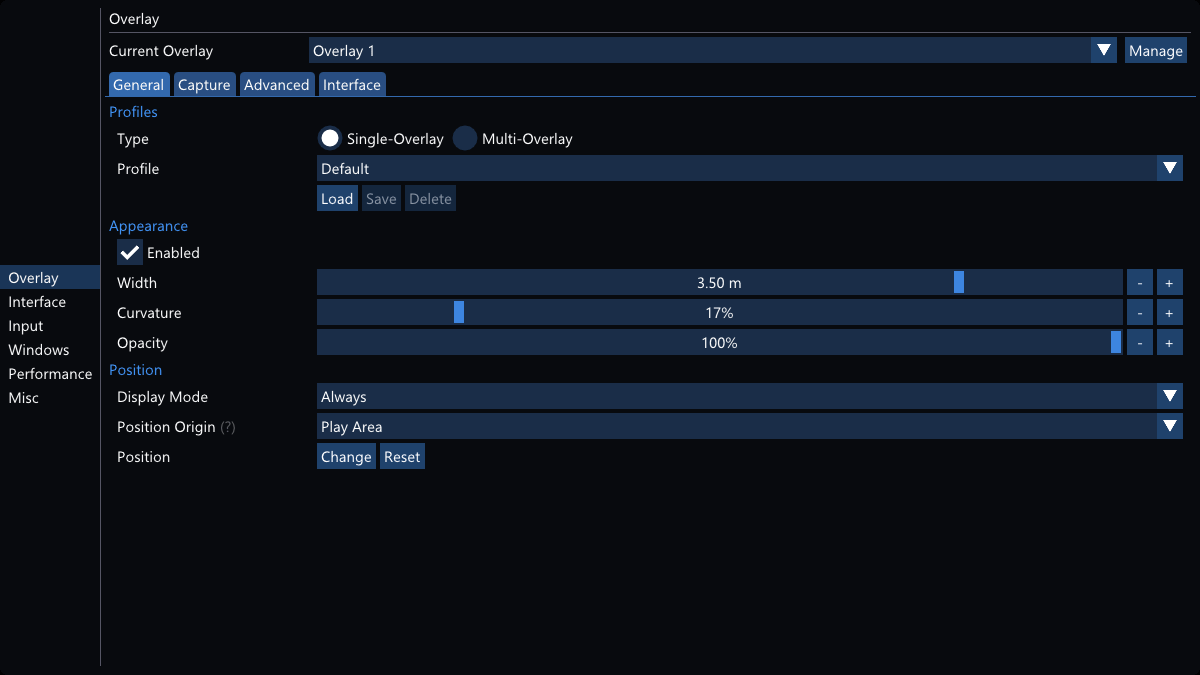 Overlay
Current Overlay Overlay 1 Manage
General Capture Advanced Interface
Profiles
Type Single-Overlay Multi-Overlay
Profile Default
Load Save Delete
Appearance
Enabled
Width 3.50 m - +
Curvature 17% - +
Opacity 100% - +
Position
Display Mode Always
Position Origin (?) Play Area
Position Change Reset
Overlay
Interface
Input
Windows
Performance
Misc